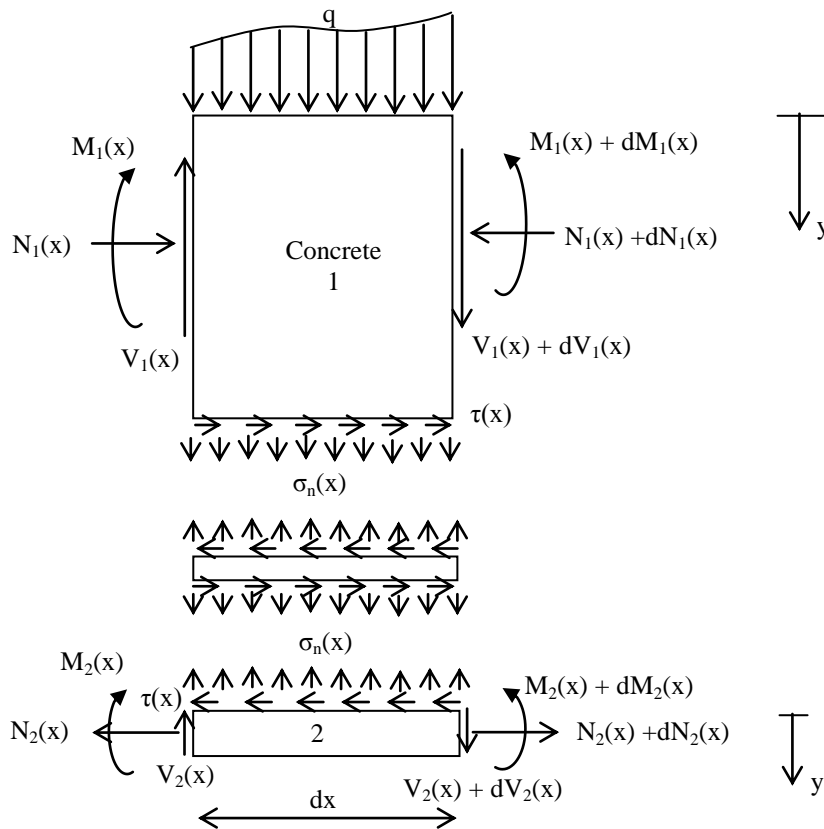 q
M₁(x)
M₁(x) + dM₁(x)
N₁(x)
Concrete
1
N₁(x) +dN₁(x)
y
V₁(x)
V₁(x) + dV₁(x)
τ(x)
σₙ(x)
σₙ(x)
M₂(x)
τ(x)
M₂(x) + dM₂(x)
N₂(x)
2
N₂(x) +dN₂(x)
V₂(x)
V₂(x) + dV₂(x)
y
dx